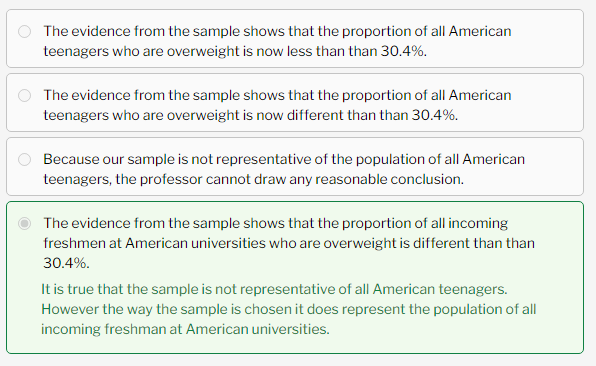 The evidence from the sample shows that the proportion of all American
teenagers who are overweight is now less than than 30.4%.
The evidence from the sample shows that the proportion of all American
teenagers who are overweight is now different than than 30.4%.
Because our sample is not representative of the population of all American
teenagers, the professor cannot draw any reasonable conclusion.
The evidence from the sample shows that the proportion of all incoming
freshmen at American universities who are overweight is different than than
30.4%.
It is true that the sample is not representative of all American teenagers.
However the way the sample is chosen it does represent the population of all
incoming freshman at American universities.